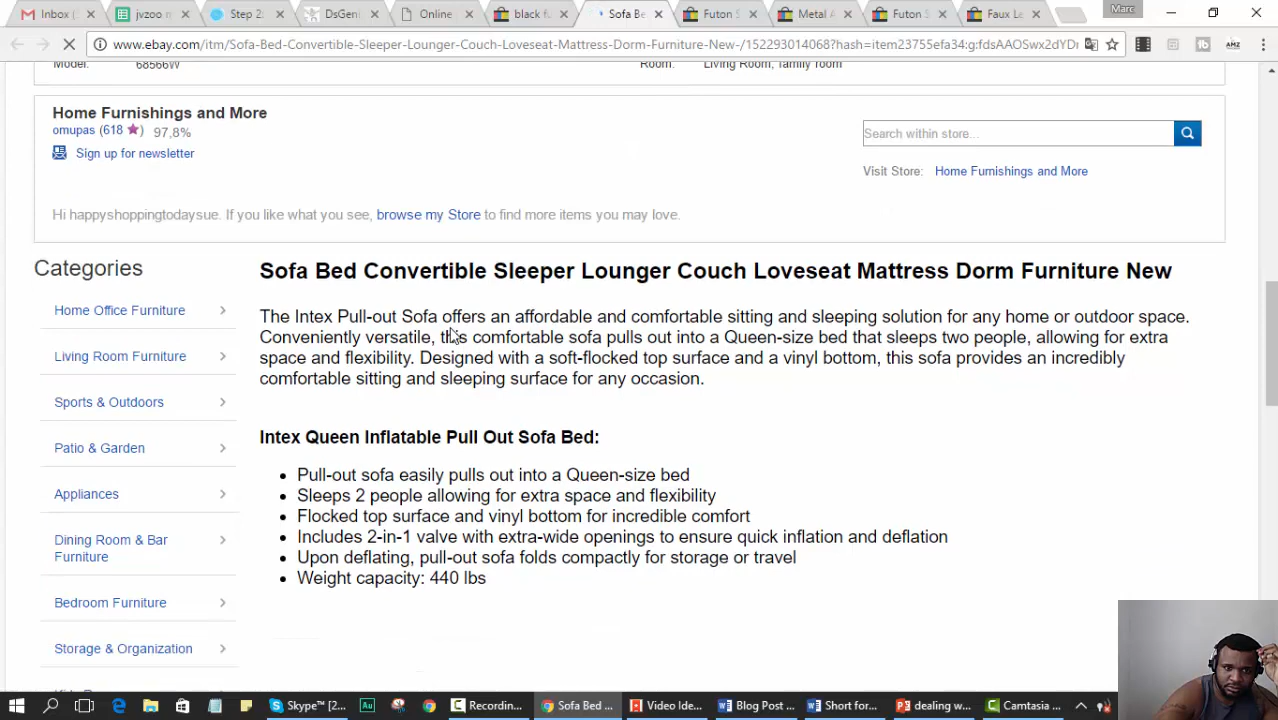 Marc
Inbox (
jvzoo n
Step 2:
DsGeni
Online
black fu
Sofa Be
Futon S
Metal A
Futon S
Faux Le
www.ebay.com/itm/Sofa-Bed-Convertible-Sleeper-Lounger-Couch-Loveseat-Mattress-Dorm-Furniture-New-/152293014068?hash=item23755efa34:g:fdsAAOSwx2dYD
Model: 68566W Room: Living Room, family room
Home Furnishings and More
omupas (618 ) 97,8%
Search within store...
Sign up for newsletter
Visit Store: Home Furnishings and More
Hi happyshoppingtodaysue. If you like what you see, browse my Store to find more items you may love.
Categories
Home Office Furniture
Living Room Furniture
Sports & Outdoors
Patio & Garden
Appliances
Dining Room & Bar
Furniture
Bedroom Furniture
Storage & Organization
Sofa Bed Convertible Sleeper Lounger Couch Loveseat Mattress Dorm Furniture New
The Intex Pull-out Sofa offers an affordable and comfortable sitting and sleeping solution for any home or outdoor space.
Conveniently versatile, this comfortable sofa pulls out into a Queen-size bed that sleeps two people, allowing for extra
space and flexibility. Designed with a soft-flocked top surface and a vinyl bottom, this sofa provides an incredibly
comfortable sitting and sleeping surface for any occasion.
Intex Queen Inflatable Pull Out Sofa Bed:
• Pull-out sofa easily pulls out into a Queen-size bed
• Sleeps 2 people allowing for extra space and flexibility
• Flocked top surface and vinyl bottom for incredible comfort
• Includes 2-in-1 valve with extra-wide openings to ensure quick inflation and deflation
• Upon deflating, pull-out sofa folds compactly for storage or travel
• Weight capacity: 440 lbs
Skype™ [2...
Au
Recordin...
Sofa Bed ...
Video Ide...
Blog Post ...
Short for...
dealing w...
Camtasia ...